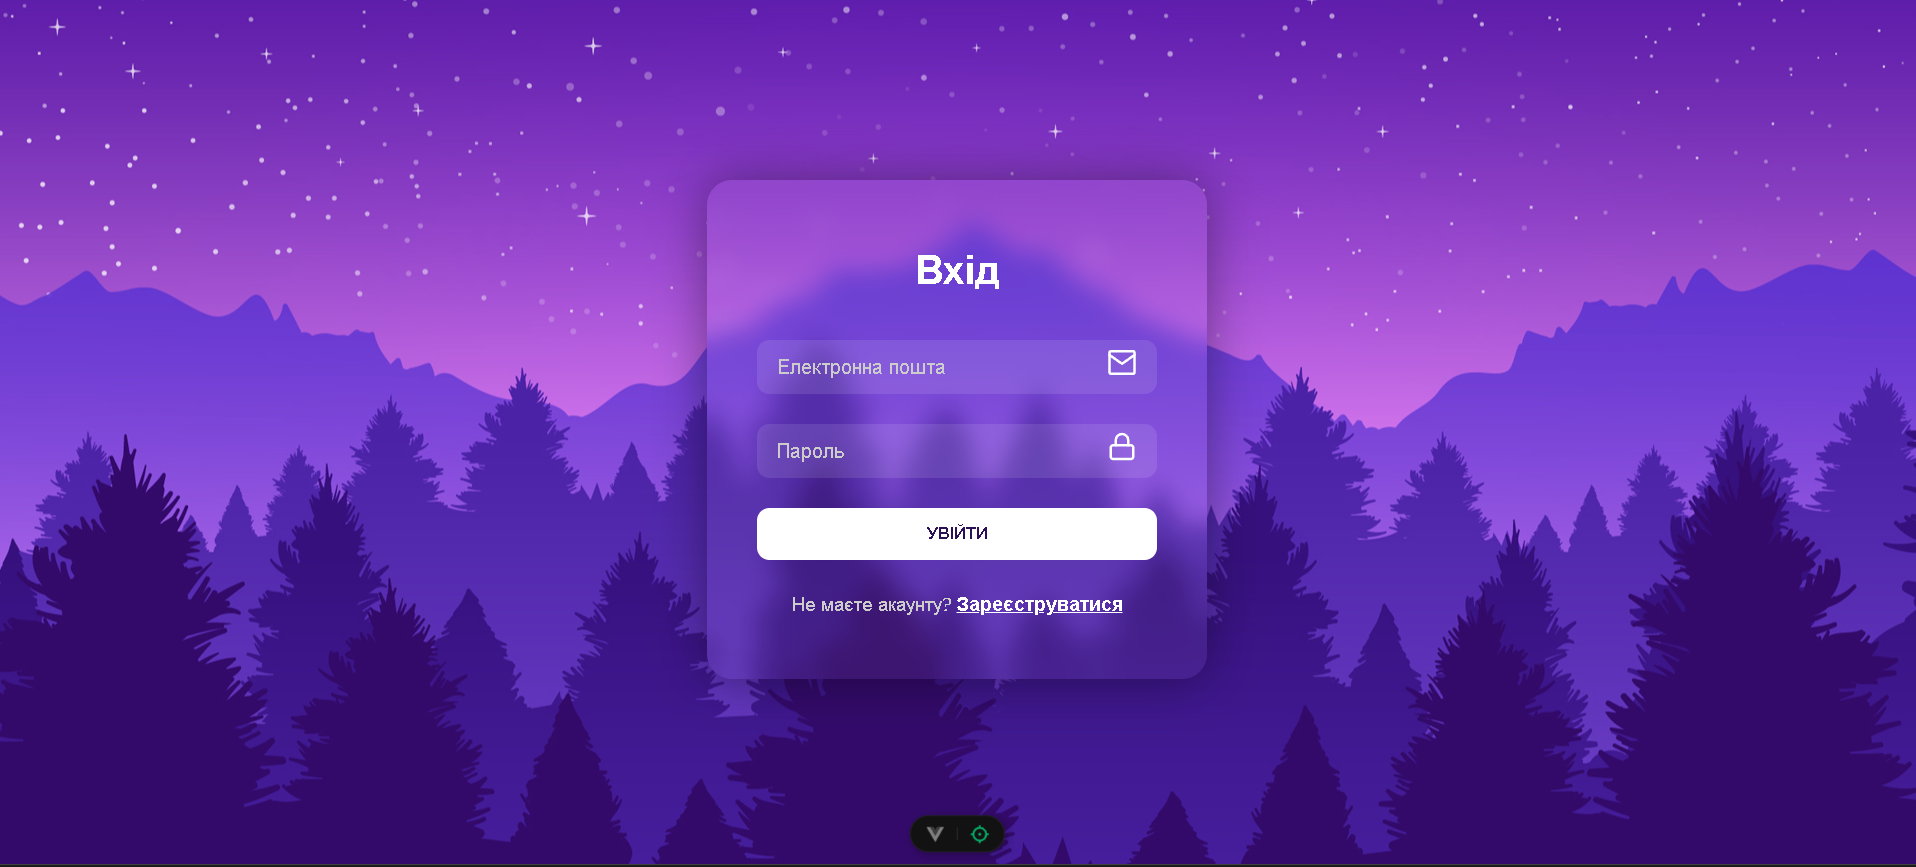 Вхід
Електронна пошта
Пароль
УВІЙТИ
Не маєте акаунту? Зареєструватися